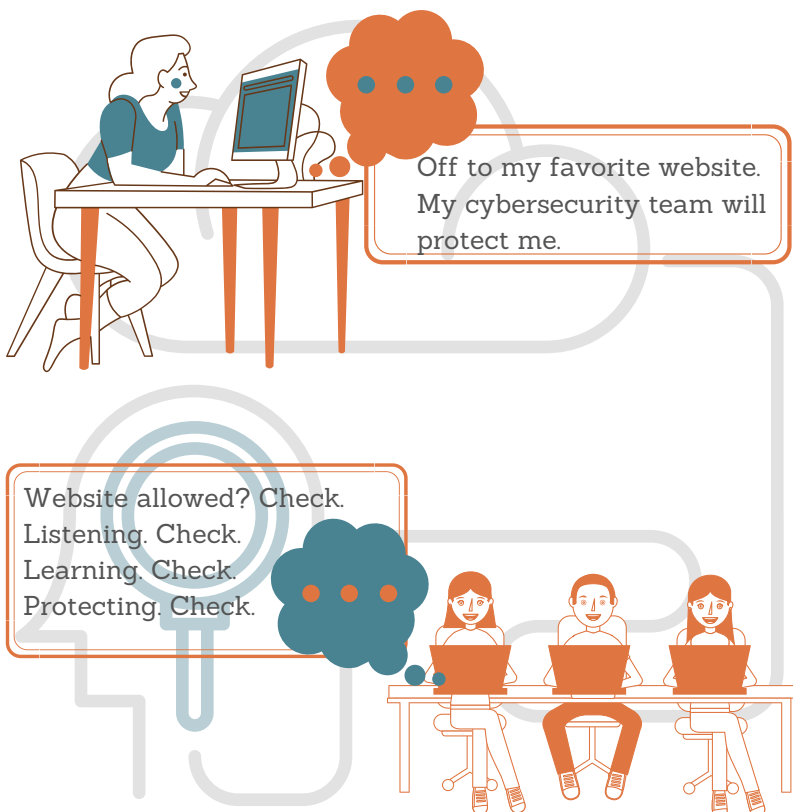 Off to my favorite website.
My cybersecurity team will
protect me.
Website allowed? Check.
Listening. Check.
Learning. Check.
Protecting. Check.